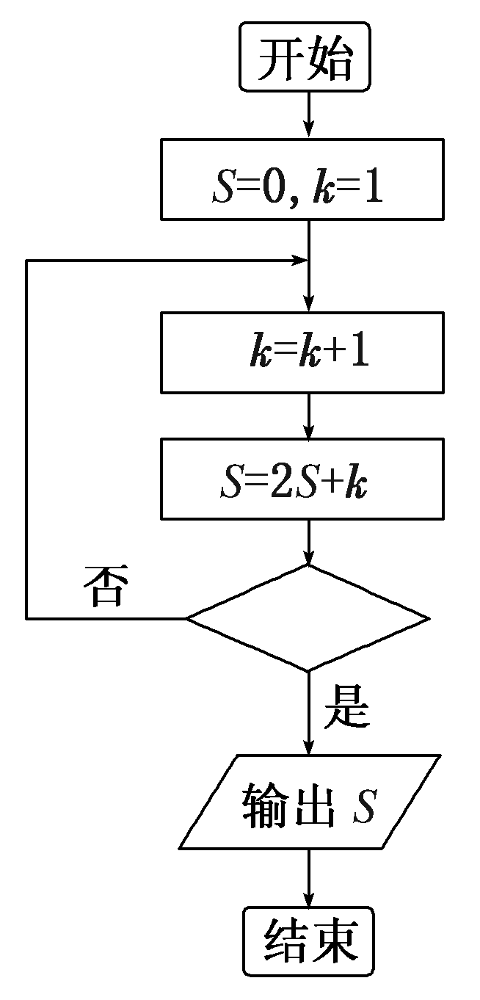 开始
S=0,k=1
k=k+1
S=2S+k
否
是
输出 S
结束